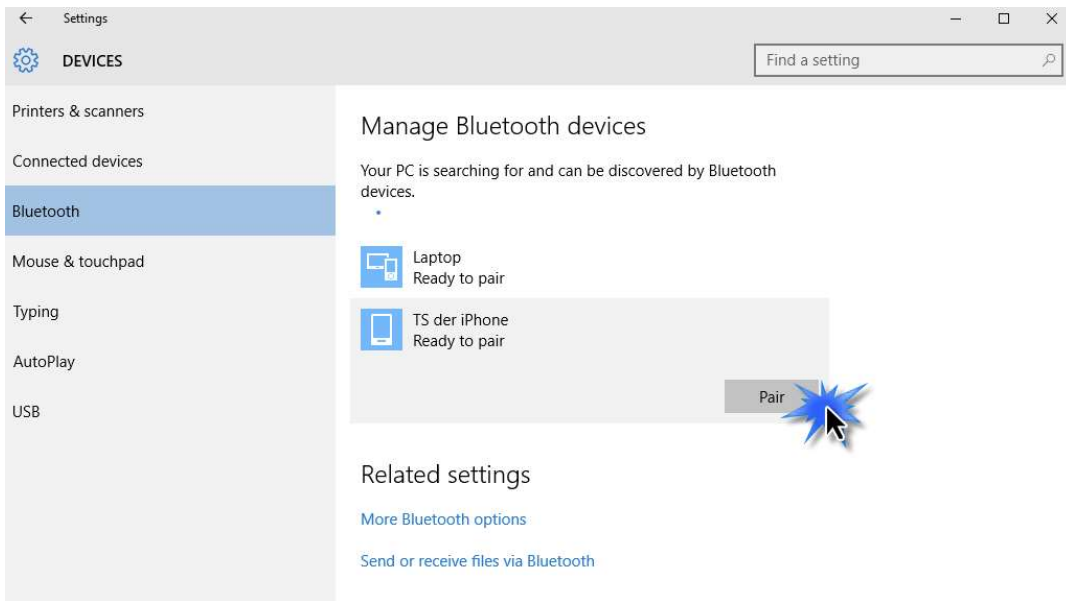 Settings
DEVICES
Find a setting
Printers & scanners
Connected devices
Bluetooth
Mouse & touchpad
Typing
AutoPlay
USB
Manage Bluetooth devices
Your PC is searching for and can be discovered by Bluetooth
devices.
Laptop
Ready to pair
TS der iPhone
Ready to pair
Pair
Related settings
More Bluetooth options
Send or receive files via Bluetooth